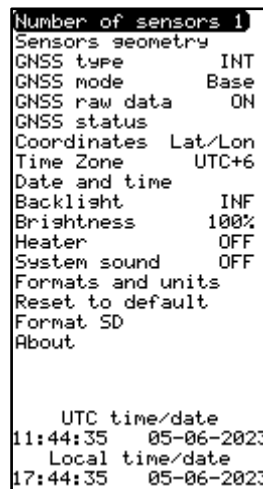 Number of sensors 1
Sensors geometry
GNSS type INT
GNSS mode Base
GNSS raw data ON
GNSS status
Coordinates Lat/Lon
Time Zone UTC+6
Date and time
Backlight INF
Brightness 100%
Heater OFF
System sound OFF
Formats and units
Reset to default
Format SD
About
UTC time/date
11:44:35 05-06-2023
Local time/date
17:44:35 05-06-2023